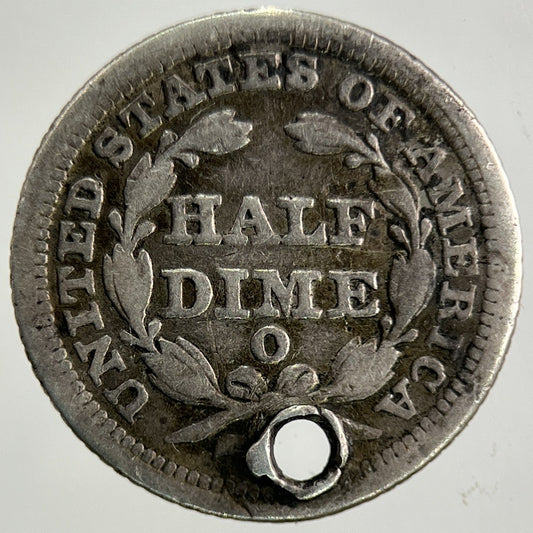 UNITED STATES OF AMERICA
HALF
DIME
O